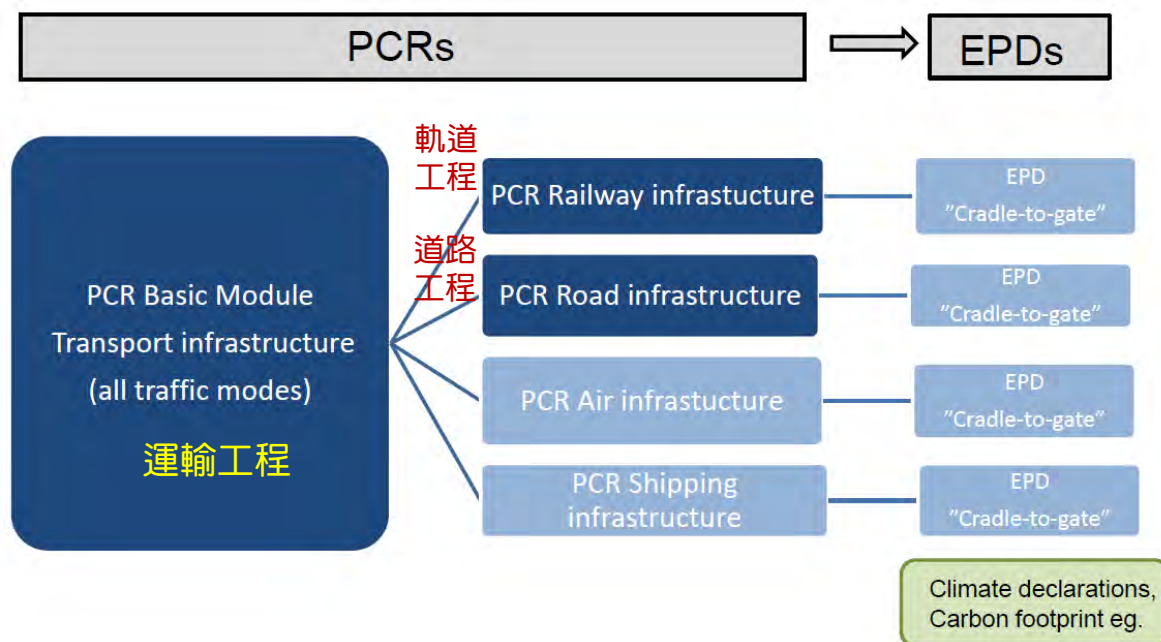 PCRs
EPDs
軌道
工程
道路
工程
PCR Basic Module
Transport infrastructure
(all traffic modes)
運輸工程
PCR Railway infrastucture
EPD
"Cradle-to-gate"
PCR Road infrastructure
EPD
"Cradle-to-gate"
PCR Air infrastucture
EPD
"Cradle-to-gate"
PCR Shipping
infrastructure
EPD
"Cradle-to-gate"
Climate declarations,
Carbon footprint eg.